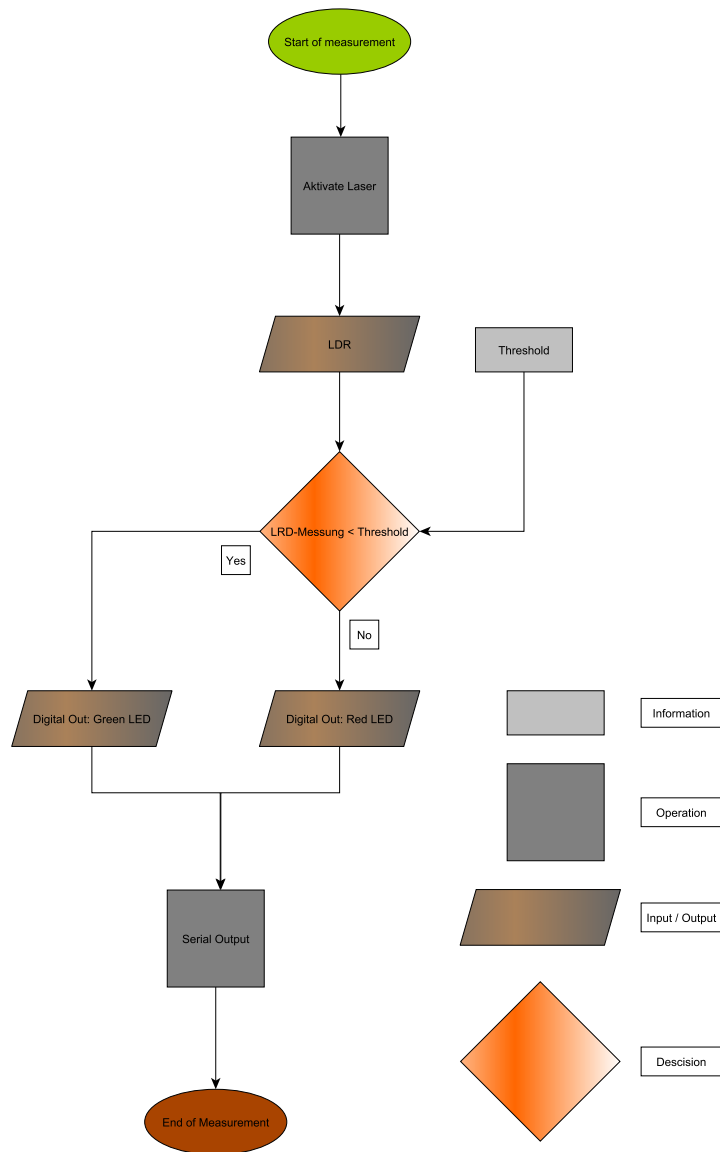 Start of measurement
Aktivate Laser
LDR
Threshold
LRD-Messung < Threshold
Yes
No
Digital Out: Green LED
Digital Out: Red LED
Serial Output
End of Measurement
Information
Operation
Input / Output
Descision